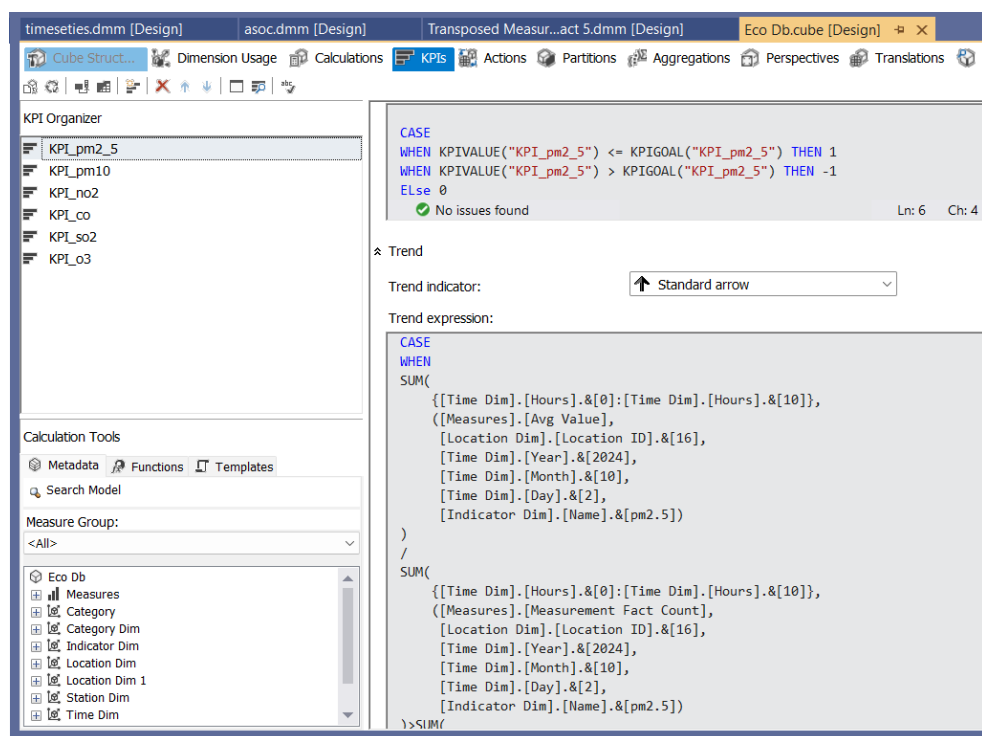 timeseties.dmm [Design] asoc.dmm [Design] Transposed Measur...act 5.dmm [Design] Eco Db.cube [Design]
Cube Struct... Dimension Usage Calculations KPIs Actions Partitions Aggregations Perspectives Translations
abc
KPI Organizer
KPI_pm2_5
KPI_pm10
KPI_no2
KPI_co
KPI_so2
KPI_o3
Calculation Tools
Metadata Functions Templates
Search Model
Measure Group:
<All>
Eco Db
Measures
Category
Category Dim
Indicator Dim
Location Dim
Location Dim 1
Station Dim
Time Dim
CASE
WHEN KPIVALUE("KPI_pm2_5") <= KPIGOAL("KPI_pm2_5") THEN 1
WHEN KPIVALUE("KPI_pm2_5") > KPIGOAL("KPI_pm2_5") THEN -1
ELse 0
No issues found Ln: 6 Ch: 4
Trend
Trend indicator: Standard arrow
Trend expression:
CASE
WHEN
SUM(
{[Time Dim].[Hours].&[0]:[Time Dim].[Hours].&[10]},
([Measures].[Avg Value],
[Location Dim].[Location ID].&[16],
[Time Dim].[Year].&[2024],
[Time Dim].[Month].&[10],
[Time Dim].[Day].&[2],
[Indicator Dim].[Name].&[pm2.5])
)
/
SUM(
{[Time Dim].[Hours].&[0]:[Time Dim].[Hours].&[10]},
([Measures].[Measurement Fact Count],
[Location Dim].[Location ID].&[16],
[Time Dim].[Year].&[2024],
[Time Dim].[Month].&[10],
[Time Dim].[Day].&[2],
[Indicator Dim].[Name].&[pm2.5])
)>SUM(